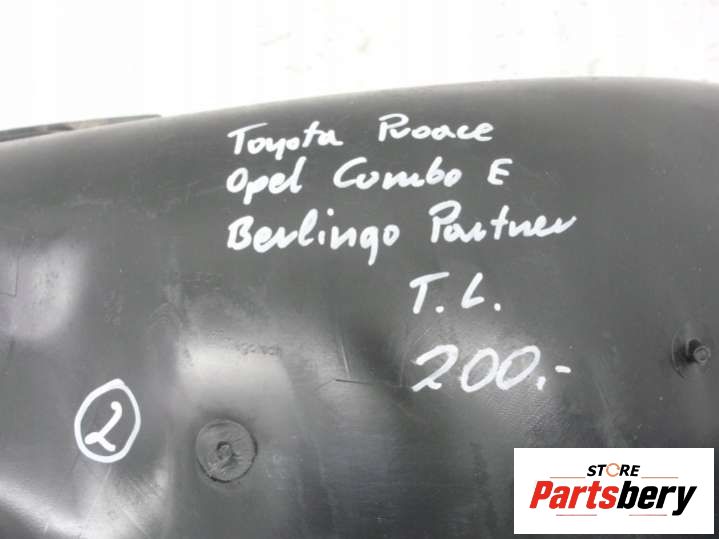 Toyota Proace
Opel Combo E
Berlingo Partner
T. L.
200.-
2
STORE
Partsbery